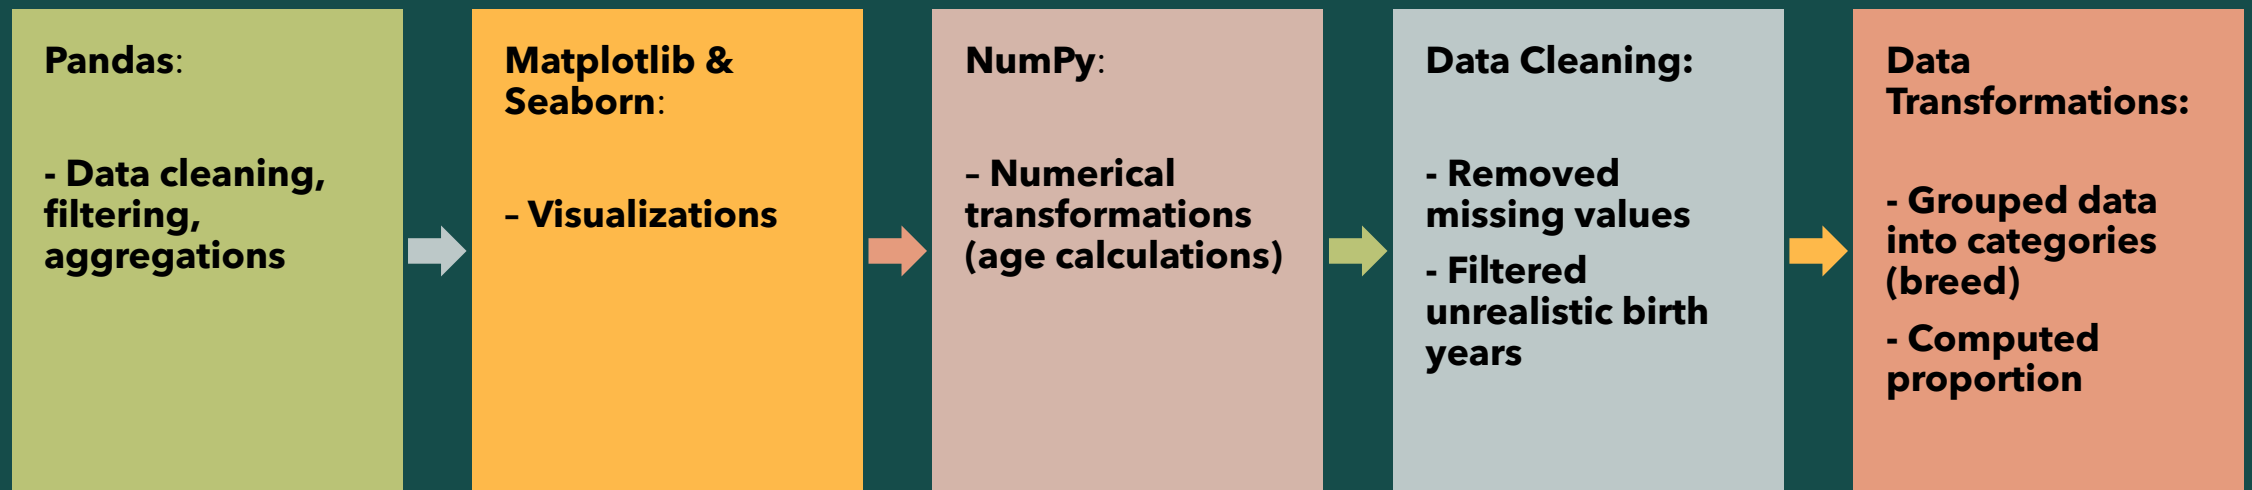 Pandas:
- Data cleaning,
filtering,
aggregations
Matplotlib &
Seaborn:
– Visualizations
NumPy:
– Numerical
transformations
(age calculations)
Data Cleaning:
- Removed
missing values
- Filtered
unrealistic birth
years
Data
Transformations:
- Grouped data
into categories
(breed)
- Computed
proportion